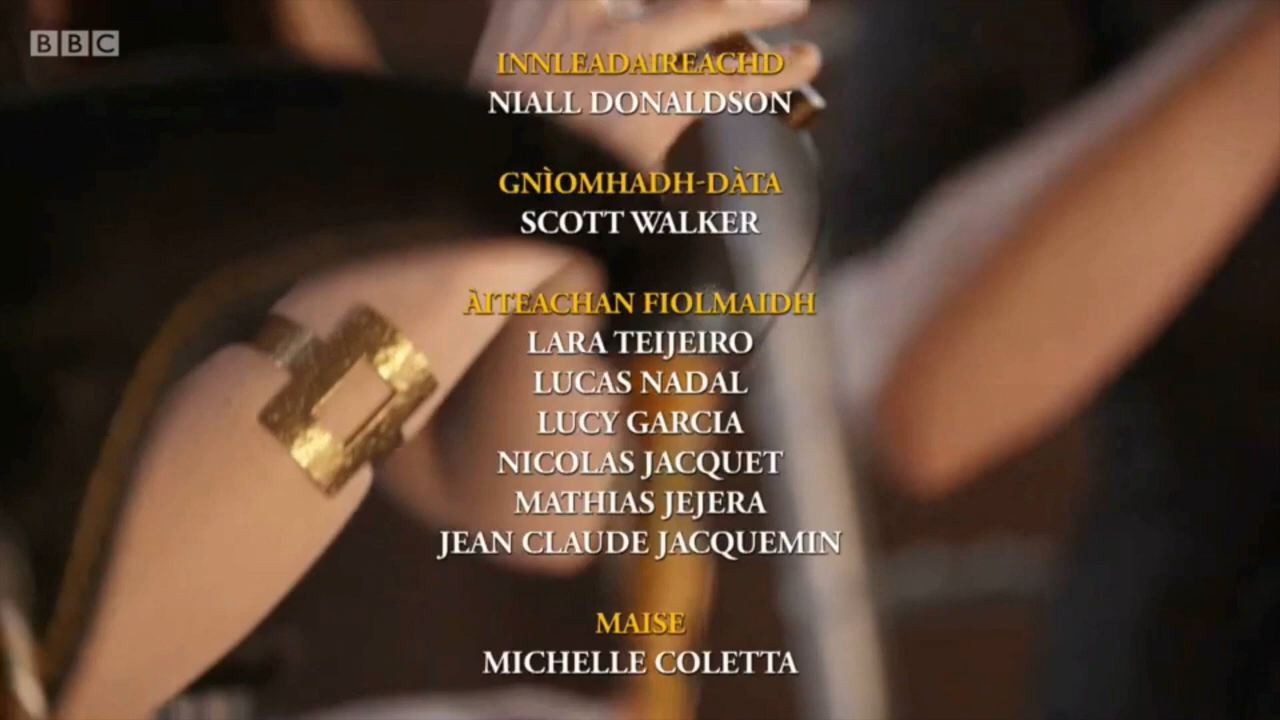 BBC
INNLEADAIREACHD
NIALL DONALDSON
GNÌOMHADH-DÀTA
SCOTT WALKER
ÀITEACHAN FIOLMAIDH
LARA TEIJEIRO
LUCAS NADAL
LUCY GARCIA
NICOLAS JACQUET
MATHIAS JEJERA
JEAN CLAUDE JACQUEMIN
MAISE
MICHELLE COLETTA